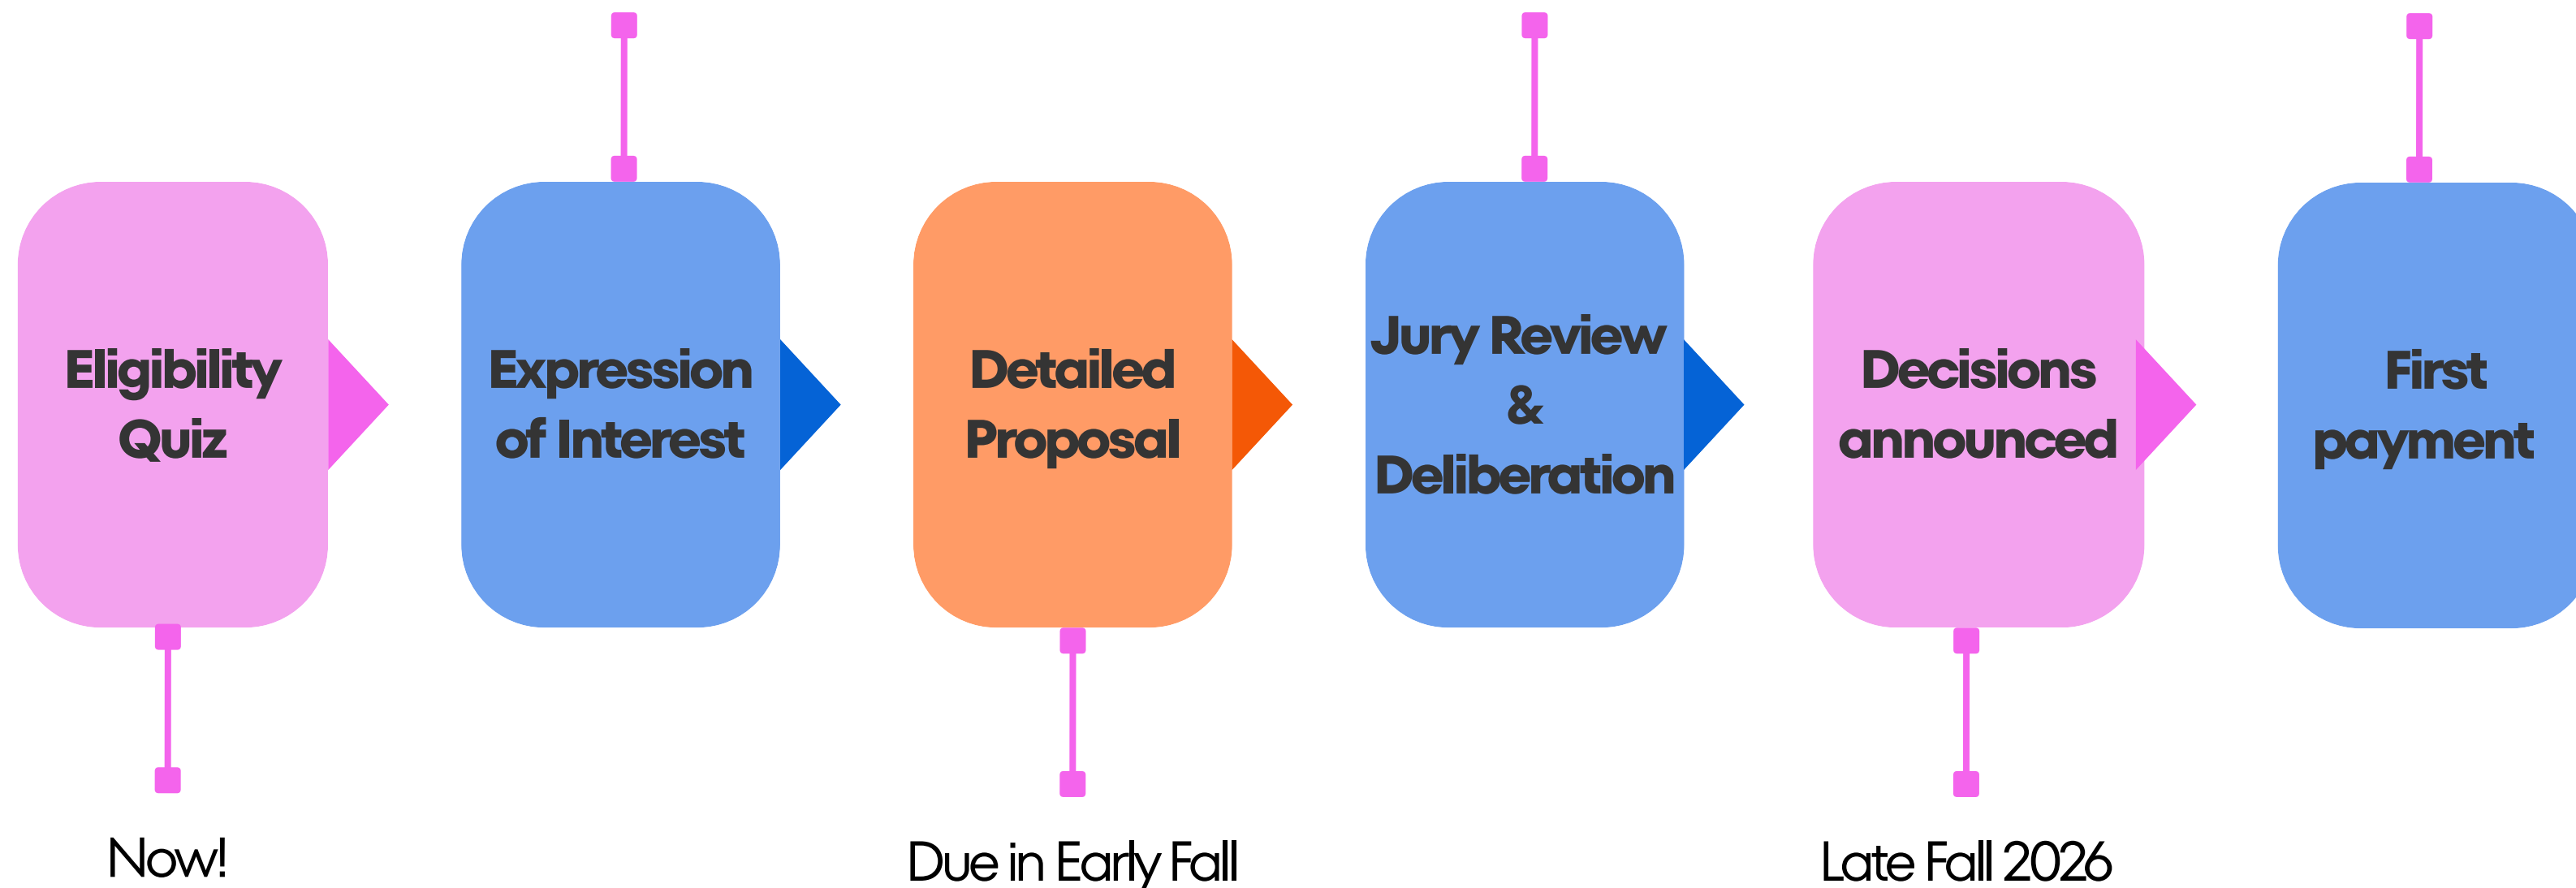 Eligibility
Quiz
Expression
of Interest
Detailed
Proposal
Jury Review
&
Deliberation
Decisions
announced
First
payment
Now!
Due in Early Fall
Late Fall 2026